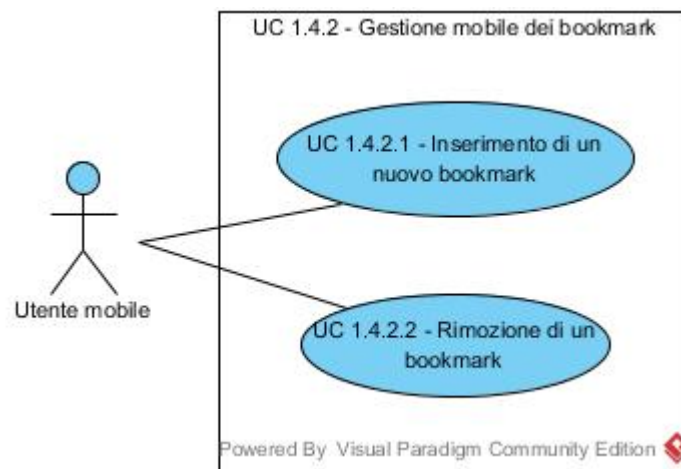 UC 1.4.2 - Gestione mobile dei bookmark
UC 1.4.2.1 - Inserimento di un
nuovo bookmark
Utente mobile
UC 1.4.2.2 - Rimozione di un
bookmark
Powered By Visual Paradigm Community Edition